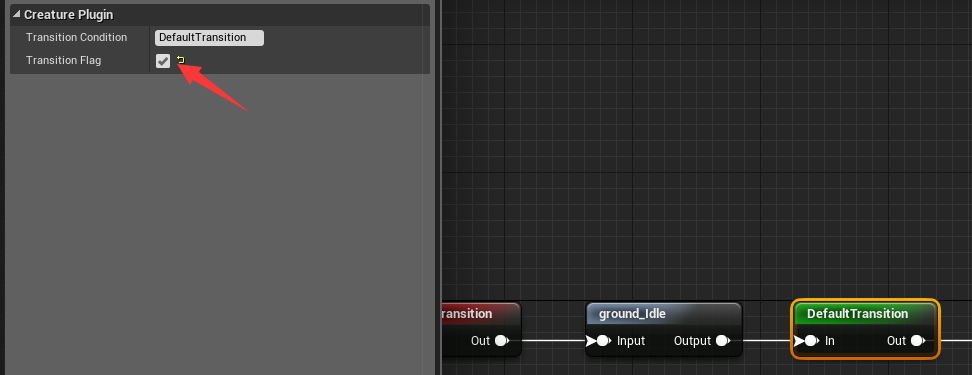 Creature Plugin
Transition Condition DefaultTransition
Transition Flag
ransition
Out
ground_Idle
Input Output
DefaultTransition
In Out